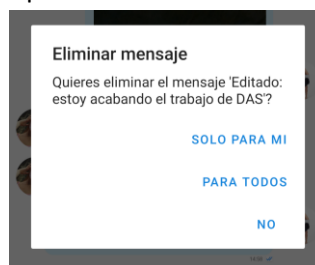 Eliminar mensaje
Quieres eliminar el mensaje 'Editado:
estoy acabando el trabajo de DAS'?
SOLO PARA MI
PARA TODOS
NO